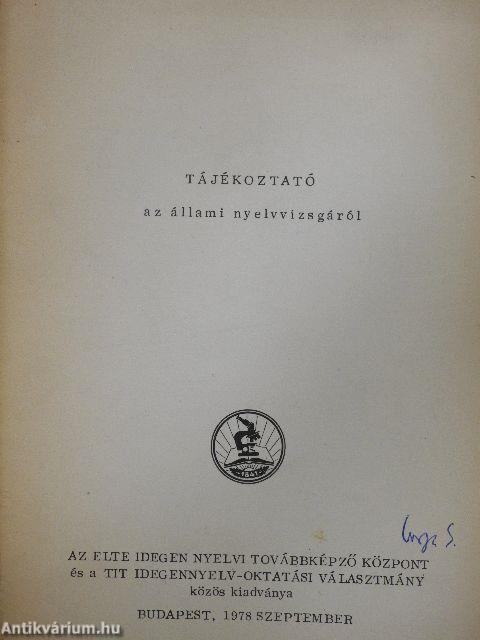 TÁJÉKOZTATÓ
az állami nyelvvizsgáról
1841
AZ ELTE IDEGEN NYELVI TOVÁBBKÉPZŐ KÖZPONT
és a TIT IDEGENNYELV-OKTATÁSI VÁLASZTMÁNY
közös kiadványa
BUDAPEST, 1978 SZEPTEMBER
Antikvárium.hu